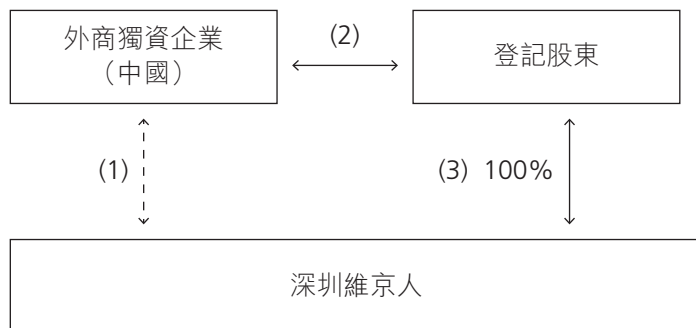 外商獨資企業
（中國）
(2)
登記股東
(1)
(3) 100%
深圳維京人